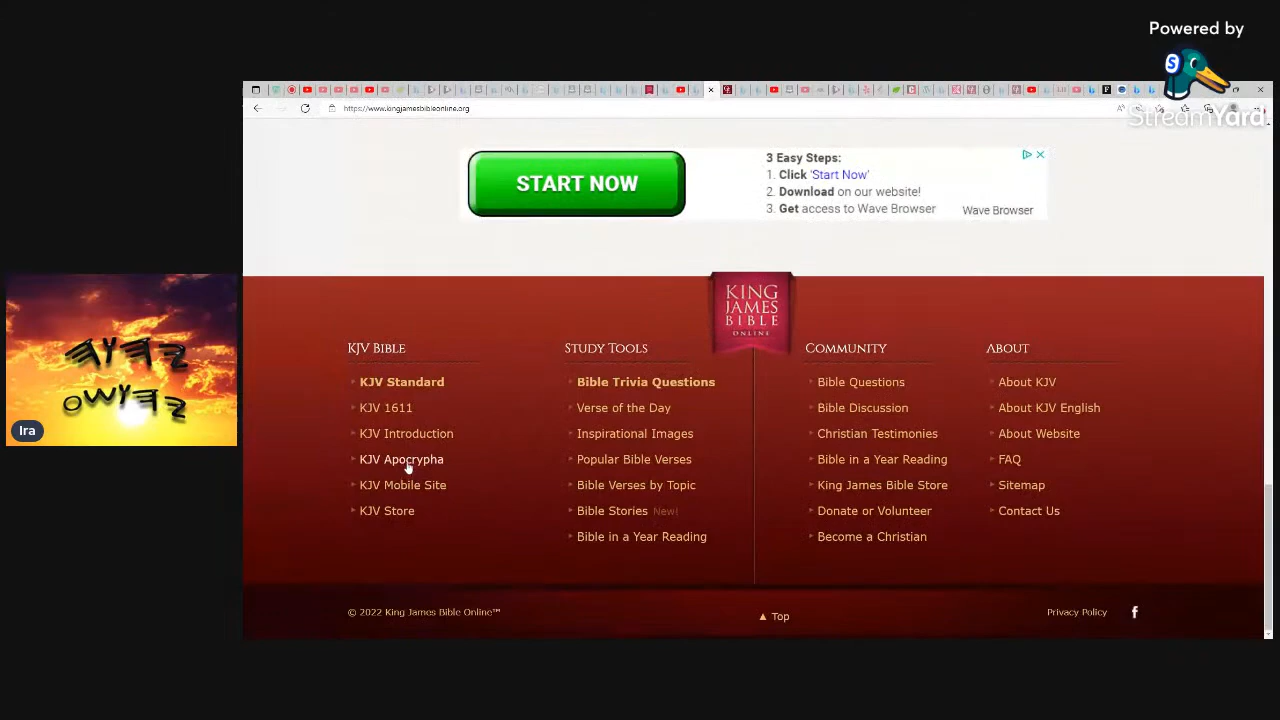 Powered by
StreamYard
https://www.kingjamesbibleonline.org
START NOW
3 Easy Steps:
1. Click 'Start Now'
2. Download on our website!
3. Get access to Wave Browser
Wave Browser
𐤉𐤄𐤅𐤄
𐤉𐤄𐤅𐤔𐤏
Ira
KING
JAMES
BIBLE
ONLINE
KJV BIBLE
KJV Standard
KJV 1611
KJV Introduction
KJV Apocrypha
KJV Mobile Site
KJV Store
STUDY TOOLS
Bible Trivia Questions
Verse of the Day
Inspirational Images
Popular Bible Verses
Bible Verses by Topic
Bible Stories New!
Bible in a Year Reading
COMMUNITY
Bible Questions
Bible Discussion
Christian Testimonies
Bible in a Year Reading
King James Bible Store
Donate or Volunteer
Become a Christian
ABOUT
About KJV
About KJV English
About Website
FAQ
Sitemap
Contact Us
© 2022 King James Bible Online™
▲ Top
Privacy Policy